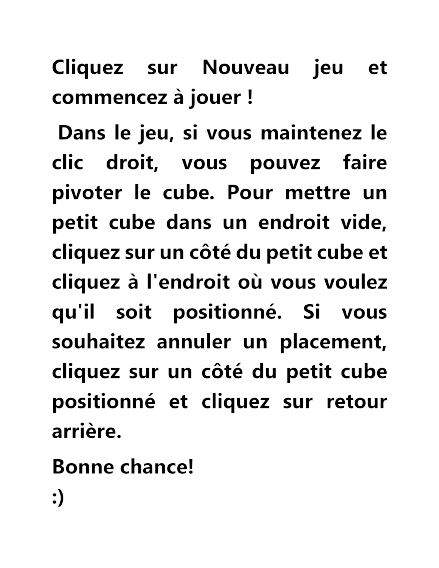 Cliquez sur Nouveau jeu et
commencez à jouer !
Dans le jeu, si vous maintenez le
clic droit, vous pouvez faire
pivoter le cube. Pour mettre un
petit cube dans un endroit vide,
cliquez sur un côté du petit cube et
cliquez à l'endroit où vous voulez
qu'il soit positionné. Si vous
souhaitez annuler un placement,
cliquez sur un côté du petit cube
positionné et cliquez sur retour
arrière.
Bonne chance!
:)